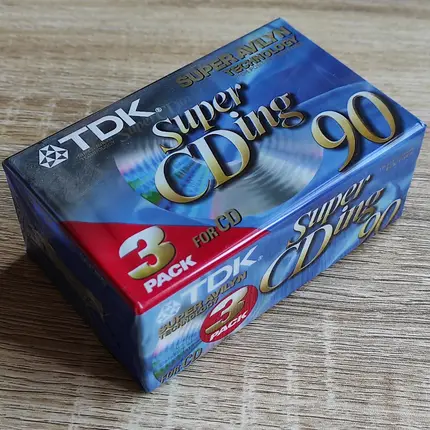 SUPER AVILYN
TECHNOLOGY
TDK
Super
CDing
90
3
PACK
FOR CD
TDK
SUPER AVILYN
TECHNOLOGY
Super
CDing
90
3
PACK
FOR CD